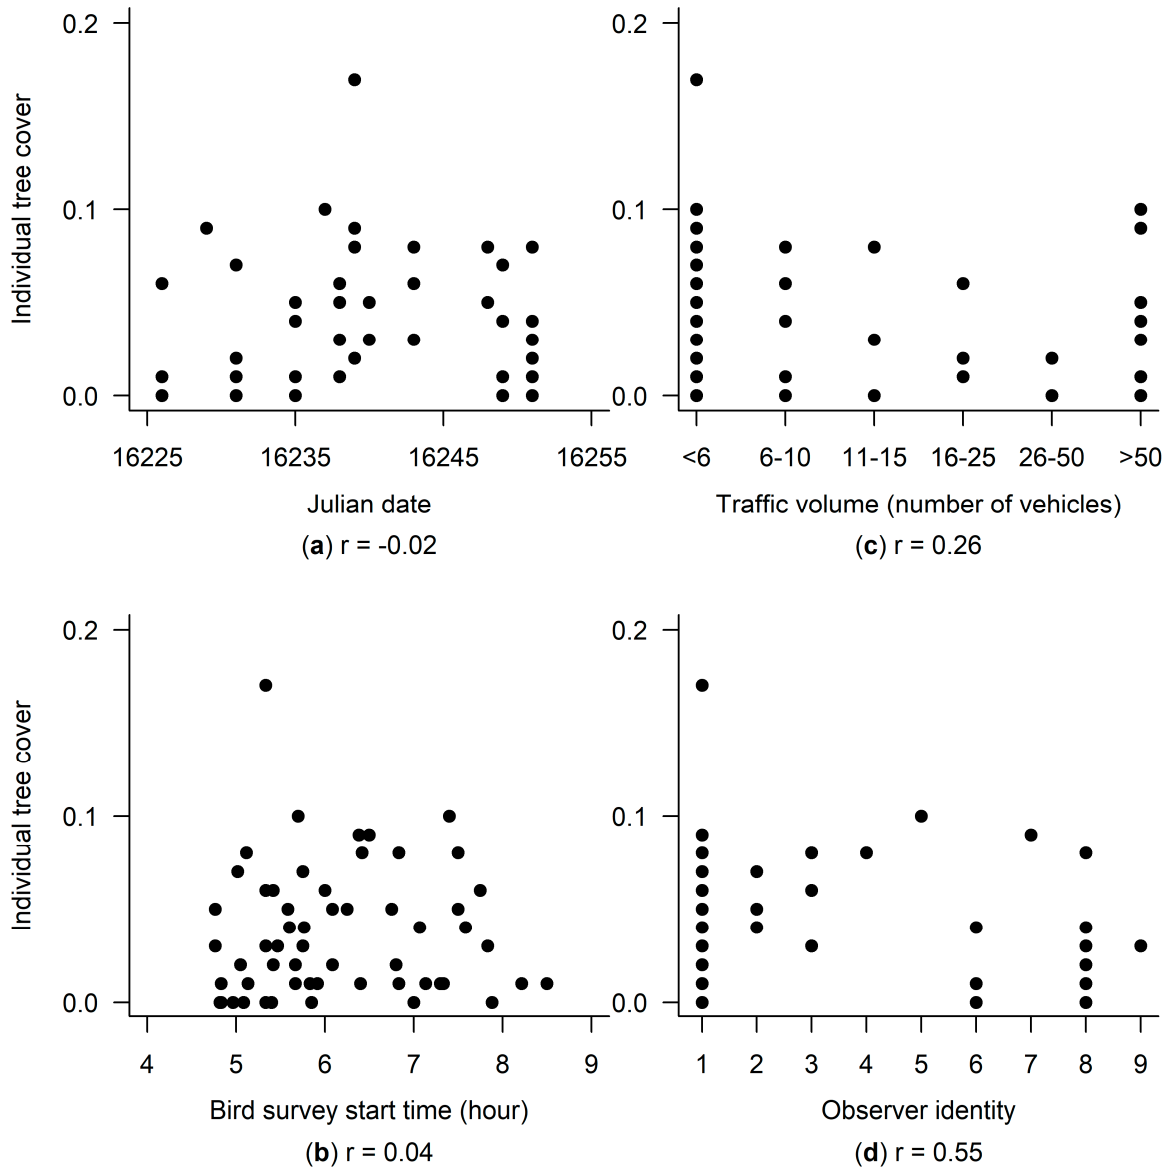 0.2
0.1
0.0
Individual tree cover
16225 16235 16245 16255
Julian date
(a) r = -0.02
0.2
0.1
0.0
<6 6-10 11-15 16-25 26-50 >50
Traffic volume (number of vehicles)
(c) r = 0.26
0.2
0.1
0.0
Individual tree cover
4 5 6 7 8 9
Bird survey start time (hour)
(b) r = 0.04
0.2
0.1
0.0
1 2 3 4 5 6 7 8 9
Observer identity
(d) r = 0.55